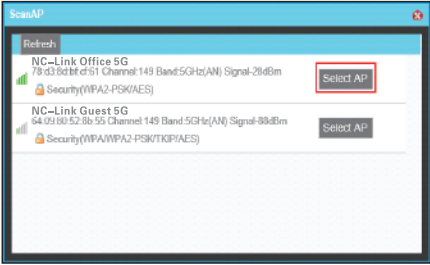 ScanAP
Refresh
NC-Link Office 5G
78:d3:8d:bf:cf:61 Channel:149 Band:5GHz(AN) Signal-28dBm
Select AP
Security(WPA2-PSK/AES)
NC-Link Guest 5G
64:09:80:52:8b:55 Channel:149 Band:5GHz(AN) Signal-88dBm
Select AP
Security(WPA/WPA2-PSK/TKIP/AES)